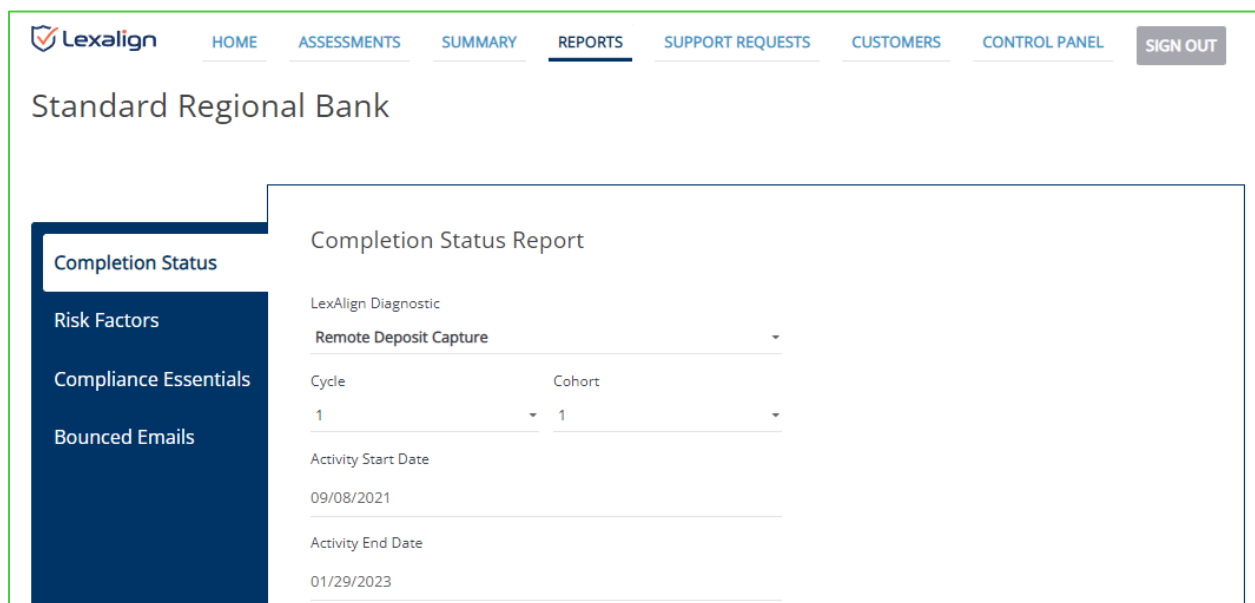 Lexalign HOME ASSESSMENTS SUMMARY REPORTS SUPPORT REQUESTS CUSTOMERS CONTROL PANEL SIGN OUT
Standard Regional Bank
Completion Status
Risk Factors
Compliance Essentials
Bounced Emails
Completion Status Report
LexAlign Diagnostic
Remote Deposit Capture
Cycle Cohort
1 1
Activity Start Date
09/08/2021
Activity End Date
01/29/2023